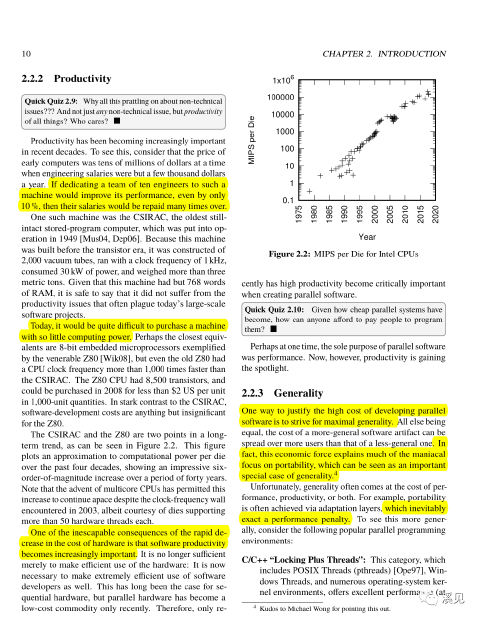 10
CHAPTER 2. INTRODUCTION
2.2.2 Productivity
Quick Quiz 2.9: Why all this prattling on about non-technical
issues??? And not just any non-technical issue, but productivity
of all things? Who cares? ■
Productivity has been becoming increasingly important
in recent decades. To see this, consider that the price of
early computers was tens of millions of dollars at a time
when engineering salaries were but a few thousand dollars
a year. If dedicating a team of ten engineers to such a
machine would improve its performance, even by only
10 %, then their salaries would be repaid many times over.
One such machine was the CSIRAC, the oldest still-
intact stored-program computer, which was put into op-
eration in 1949 [Mus04, Dep06]. Because this machine
was built before the transistor era, it was constructed of
2,000 vacuum tubes, ran with a clock frequency of 1 kHz,
consumed 30 kW of power, and weighed more than three
metric tons. Given that this machine had but 768 words
of RAM, it is safe to say that it did not suffer from the
productivity issues that often plague today's large-scale
software projects.
Today, it would be quite difficult to purchase a machine
with so little computing power. Perhaps the closest equiv-
alents are 8-bit embedded microprocessors exemplified
by the venerable Z80 [Wik08], but even the old Z80 had
a CPU clock frequency more than 1,000 times faster than
the CSIRAC. The Z80 CPU had 8,500 transistors, and
could be purchased in 2008 for less than $2 US per unit
in 1,000-unit quantities. In stark contrast to the CSIRAC,
software-development costs are anything but insignificant
for the Z80.
The CSIRAC and the Z80 are two points in a long-
term trend, as can be seen in Figure 2.2. This figure
plots an approximation to computational power per die
over the past four decades, showing an impressive six-
order-of-magnitude increase over a period of forty years.
Note that the advent of multicore CPUs has permitted this
increase to continue apace despite the clock-frequency wall
encountered in 2003, albeit courtesy of dies supporting
more than 50 hardware threads each.
One of the inescapable consequences of the rapid de-
crease in the cost of hardware is that software productivity
becomes increasingly important. It is no longer sufficient
merely to make efficient use of the hardware: It is now
necessary to make extremely efficient use of software
developers as well. This has long been the case for se-
quential hardware, but parallel hardware has become a
low-cost commodity only recently. Therefore, only re-
MIPS per Die
1x10⁶
100000
10000
1000
100
10
1
0.1
1975
1980
1985
1990
1995
2000
2005
2010
2015
2020
Year
Figure 2.2: MIPS per Die for Intel CPUs
cently has high productivity become critically important
when creating parallel software.
Quick Quiz 2.10: Given how cheap parallel systems have
become, how can anyone afford to pay people to program
them? ■
Perhaps at one time, the sole purpose of parallel software
was performance. Now, however, productivity is gaining
the spotlight.
2.2.3 Generality
One way to justify the high cost of developing parallel
software is to strive for maximal generality. All else being
equal, the cost of a more-general software artifact can be
spread over more users than that of a less-general one. In
fact, this economic force explains much of the maniacal
focus on portability, which can be seen as an important
special case of generality.⁴
Unfortunately, generality often comes at the cost of per-
formance, productivity, or both. For example, portability
is often achieved via adaptation layers, which inevitably
exact a performance penalty. To see this more gener-
ally, consider the following popular parallel programming
environments:
C/C++ “Locking Plus Threads”: This category, which
includes POSIX Threads (pthreads) [Ope97], Win-
dows Threads, and numerous operating-system ker-
nel environments, offers excellent performance (at
⁴ Kudos to Michael Wong for pointing this out.
溪见